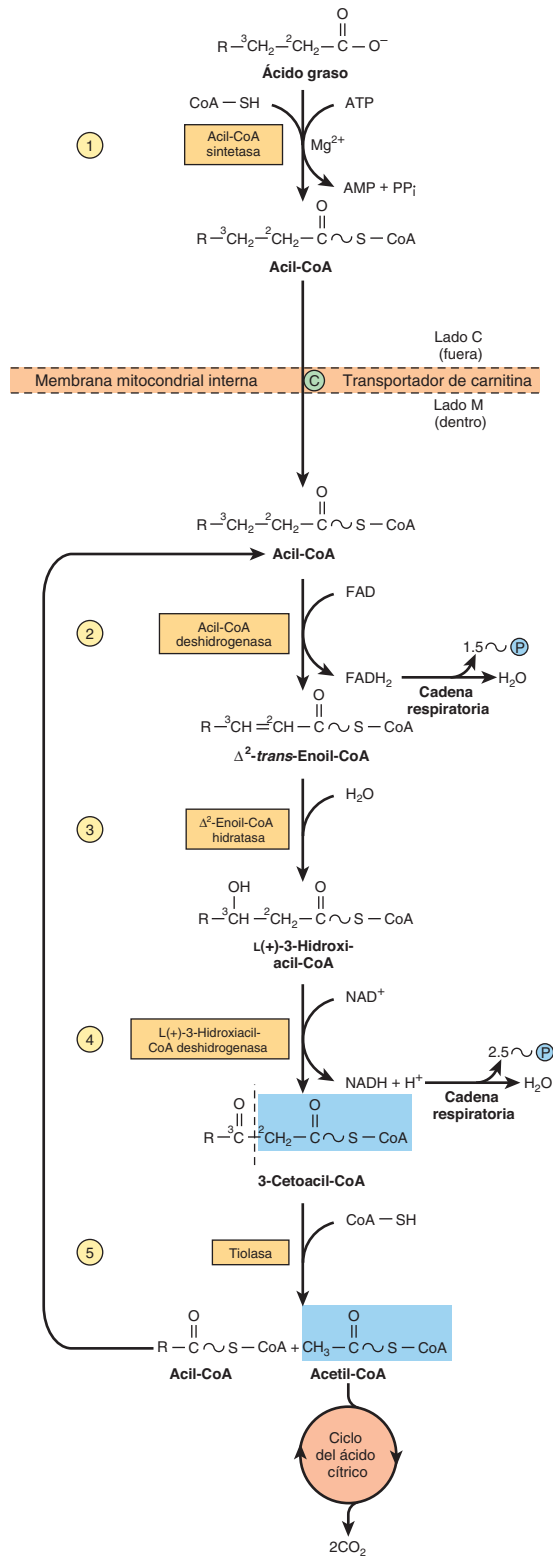 O
R—³CH₂—²CH₂—C—O⁻
Ácido graso
CoA—SH
ATP
1
Acil-CoA
sintetasa
Mg²⁺
AMP + PPi
O
R—³CH₂—²CH₂—C～S—CoA
Acil-CoA
Lado C
(fuera)
Membrana mitocondrial interna
C
Transportador de carnitina
Lado M
(dentro)
O
R—³CH₂—²CH₂—C～S—CoA
Acil-CoA
FAD
2
Acil-CoA
deshidrogenasa
1.5～P
FADH₂
H₂O
Cadena
respiratoria
O
R—³CH=²CH—C～S—CoA
Δ²-trans-Enoil-CoA
H₂O
3
Δ²-Enoil-CoA
hidratasa
OH O
R—³CH—²CH₂—C～S—CoA
L(+)-3-Hidroxi-
acil-CoA
NAD⁺
4
L(+)-3-Hidroxiacil-
CoA deshidrogenasa
2.5～P
NADH + H⁺
H₂O
Cadena
respiratoria
O O
R—³C—²CH₂—C～S—CoA
3-Cetoacil-CoA
CoA—SH
5
Tiolasa
O O
R—C～S—CoA + CH₃—C～S—CoA
Acil-CoA Acetil-CoA
Ciclo
del ácido
cítrico
2CO₂